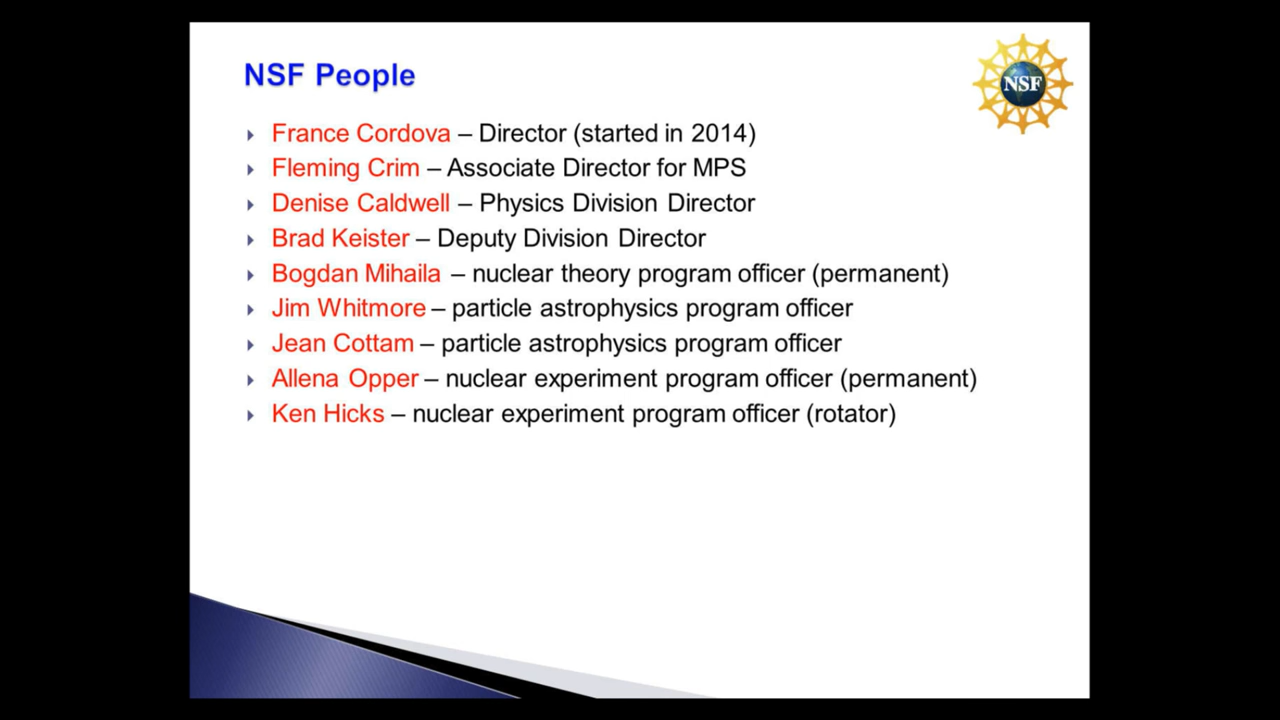 NSF People
NSF
France Cordova – Director (started in 2014)
Fleming Crim – Associate Director for MPS
Denise Caldwell – Physics Division Director
Brad Keister – Deputy Division Director
Bogdan Mihaila – nuclear theory program officer (permanent)
Jim Whitmore – particle astrophysics program officer
Jean Cottam – particle astrophysics program officer
Allena Opper – nuclear experiment program officer (permanent)
Ken Hicks – nuclear experiment program officer (rotator)